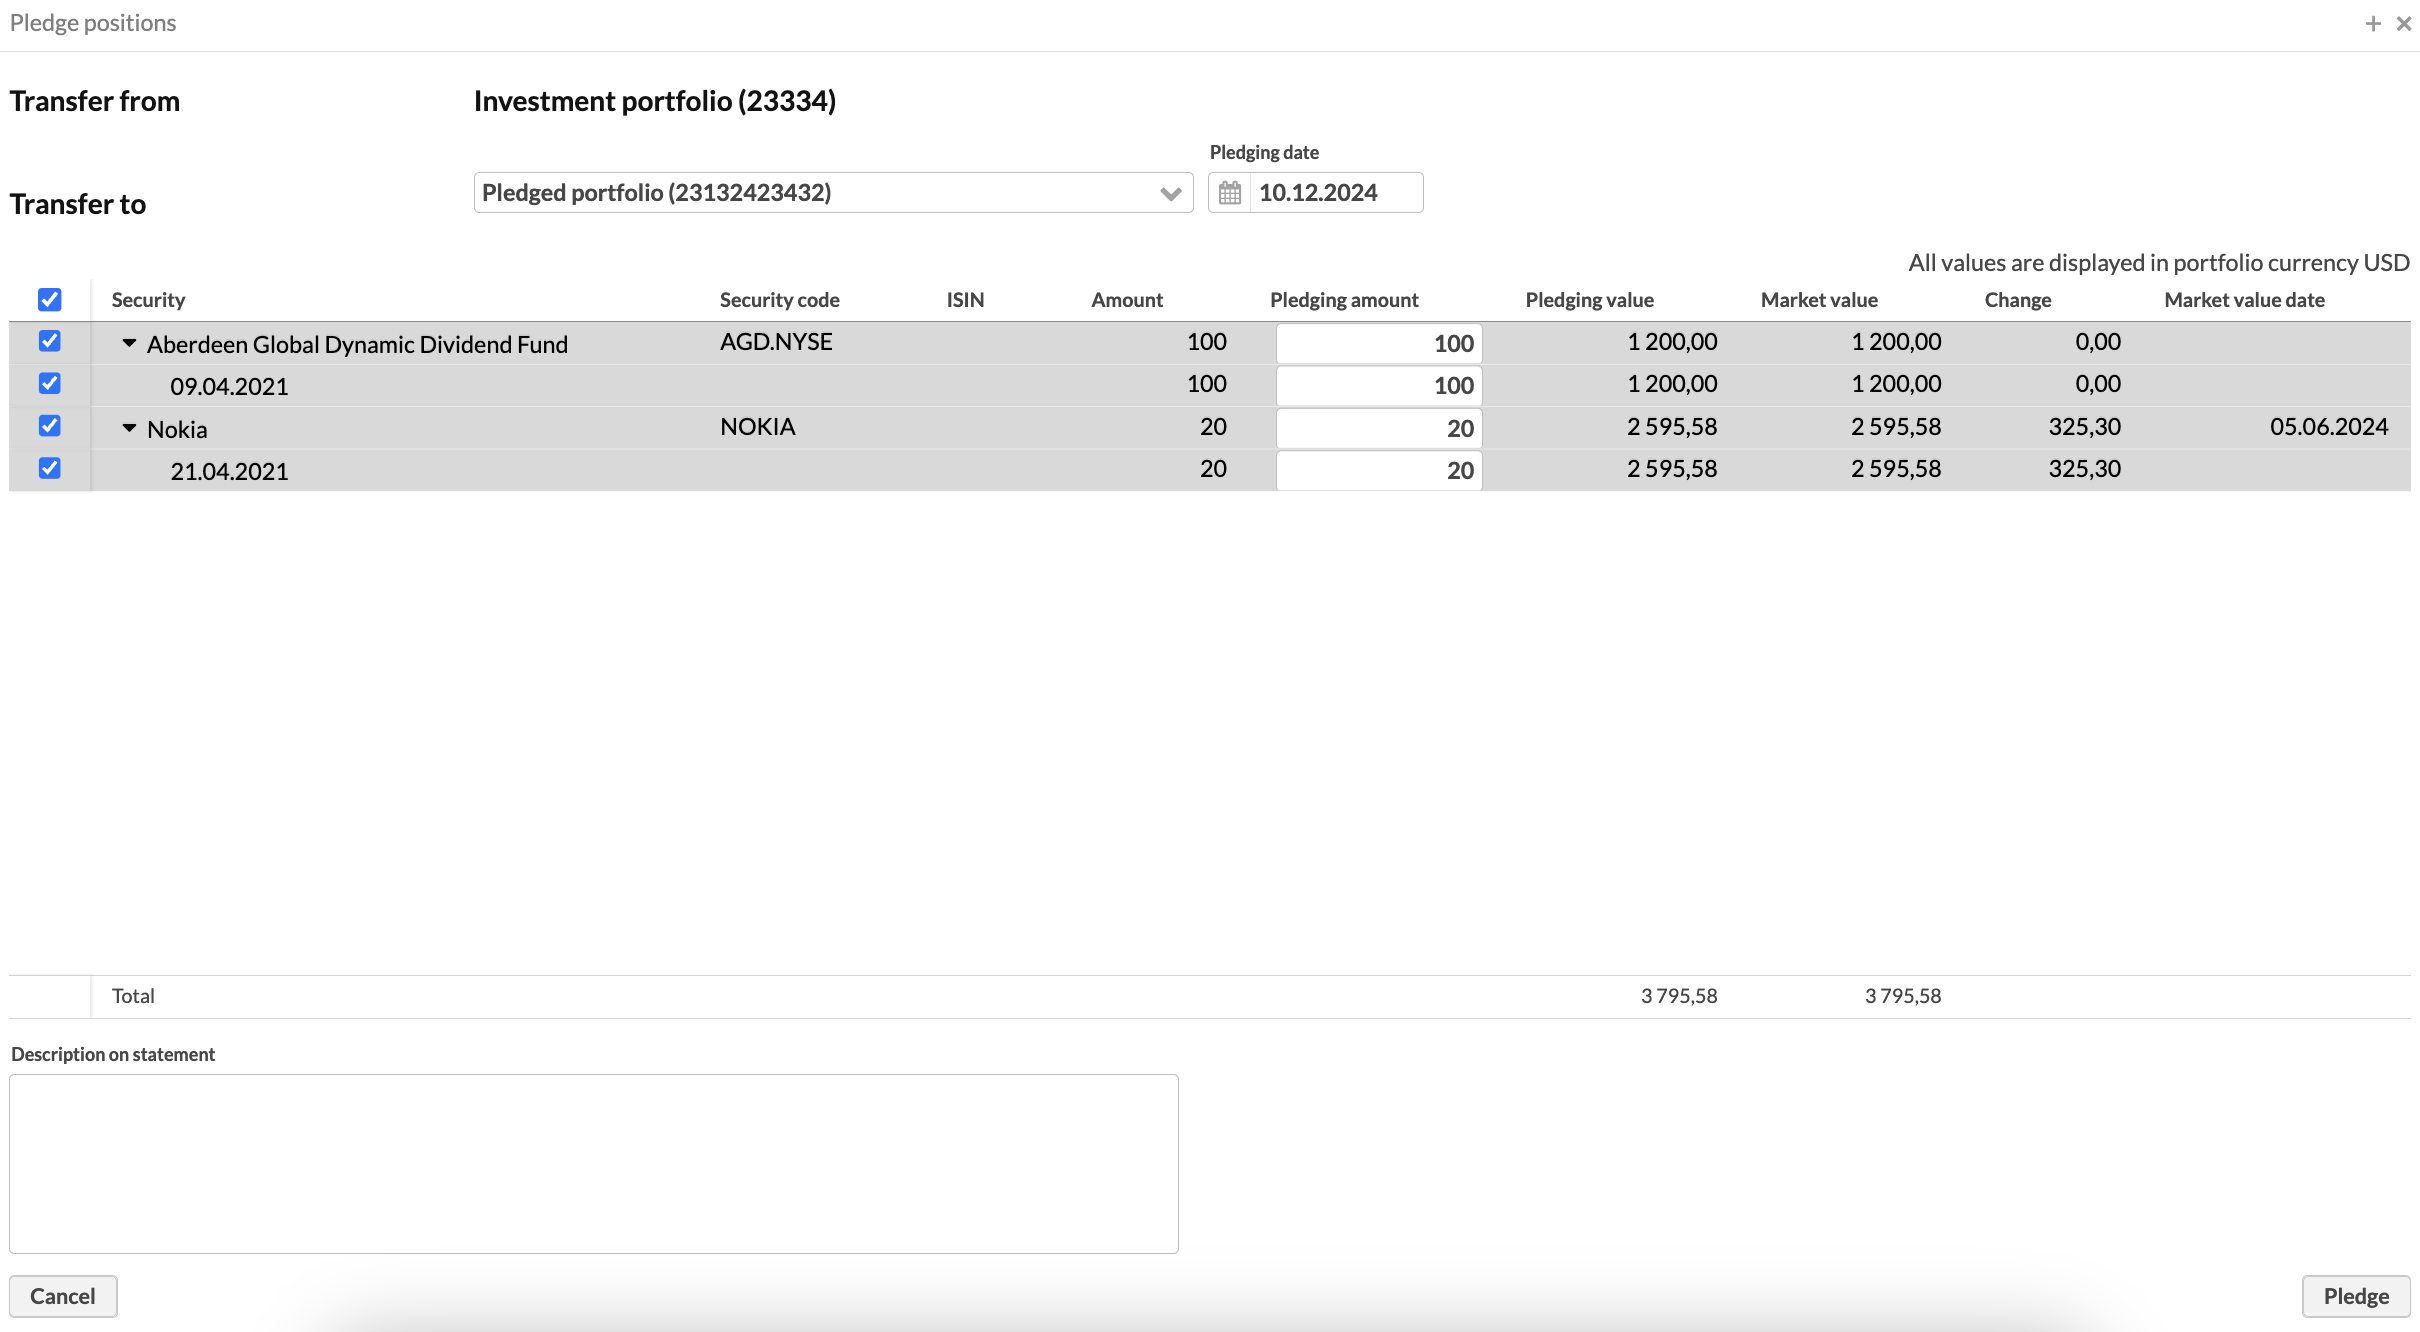 Pledge positions
Transfer from Investment portfolio (23334)
Pledging date
Transfer to Pledged portfolio (23132423432) 10.12.2024
All values are displayed in portfolio currency USD
Security Security code ISIN Amount Pledging amount Pledging value Market value Change Market value date
Aberdeen Global Dynamic Dividend Fund AGD.NYSE 100 100 1 200,00 1 200,00 0,00
09.04.2021 100 100 1 200,00 1 200,00 0,00
Nokia NOKIA 20 20 2 595,58 2 595,58 325,30 05.06.2024
21.04.2021 20 20 2 595,58 2 595,58 325,30
Total 3 795,58 3 795,58
Description on statement
Cancel Pledge